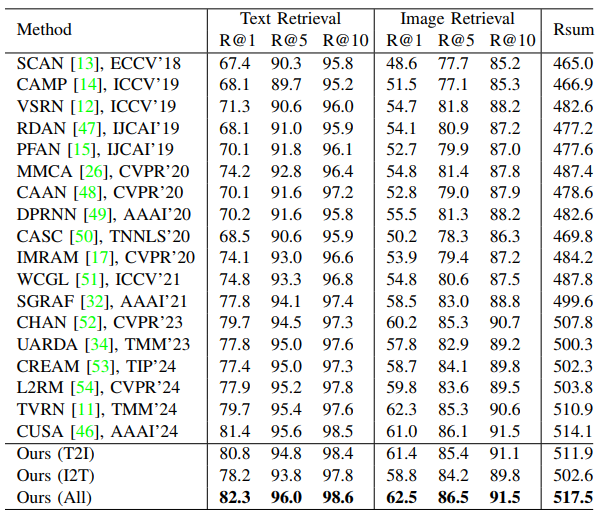 Method Text Retrieval Image Retrieval Rsum
R@1 R@5 R@10 R@1 R@5 R@10
SCAN [13], ECCV'18 67.4 90.3 95.8 48.6 77.7 85.2 465.0
CAMP [14], ICCV'19 68.1 89.7 95.2 51.5 77.1 85.3 466.9
VSRN [12], ICCV'19 71.3 90.6 96.0 54.7 81.8 88.2 482.6
RDAN [47], IJCAI'19 68.1 91.0 95.9 54.1 80.9 87.2 477.2
PFAN [15], IJCAI'19 70.1 91.8 96.1 52.7 79.9 87.0 477.6
MMCA [26], CVPR'20 74.2 92.8 96.4 54.8 81.4 87.8 487.4
CAAN [48], CVPR'20 70.1 91.6 97.2 52.8 79.0 87.9 478.6
DPRNN [49], AAAI'20 70.2 91.6 95.8 55.5 81.3 88.2 482.6
CASC [50], TNNLS'20 68.5 90.6 95.9 50.2 78.3 86.3 469.8
IMRAM [17], CVPR'20 74.1 93.0 96.6 53.9 79.4 87.2 484.2
WCGL [51], ICCV'21 74.8 93.3 96.8 54.8 80.6 87.5 487.8
SGRAF [32], AAAI'21 77.8 94.1 97.4 58.5 83.0 88.8 499.6
CHAN [52], CVPR'23 79.7 94.5 97.3 60.2 85.3 90.7 507.8
UARDA [34], TMM'23 77.8 95.0 97.6 57.8 82.9 89.2 500.3
CREAM [53], TIP'24 77.4 95.0 97.3 58.7 84.1 89.8 502.3
L2RM [54], CVPR'24 77.9 95.2 97.8 59.8 83.6 89.5 503.8
TVRN [11], TMM'24 79.7 95.4 97.6 62.3 85.3 90.6 510.9
CUSA [46], AAAI'24 81.4 95.6 98.5 61.0 86.1 91.5 514.1
Ours (T2I) 80.8 94.8 98.4 61.4 85.4 91.1 511.9
Ours (I2T) 78.2 93.8 97.8 58.8 84.2 89.8 502.6
Ours (All) 82.3 96.0 98.6 62.5 86.5 91.5 517.5